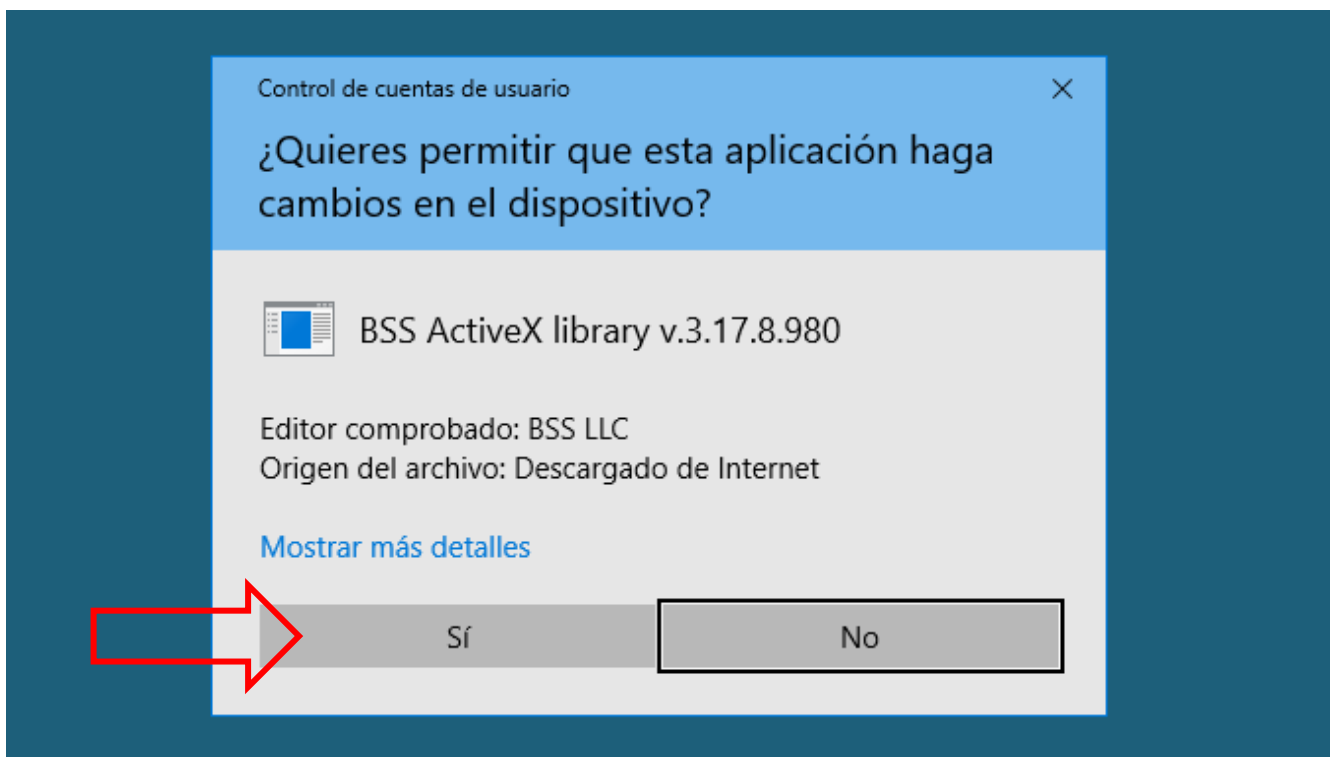 Control de cuentas de usuario
¿Quieres permitir que esta aplicación haga
cambios en el dispositivo?
BSS ActiveX library v.3.17.8.980
Editor comprobado: BSS LLC
Origen del archivo: Descargado de Internet
Mostrar más detalles
Sí
No